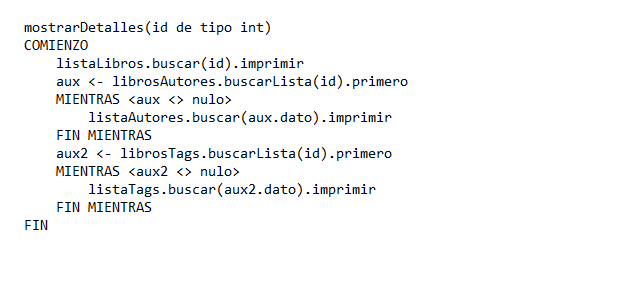 mostrarDetalles(id de tipo int)
COMIENZO
    listaLibros.buscar(id).imprimir
    aux <- librosAutores.buscarLista(id).primero
    MIENTRAS <aux <> nulo>
        listaAutores.buscar(aux.dato).imprimir
    FIN MIENTRAS
    aux2 <- librosTags.buscarLista(id).primero
    MIENTRAS <aux2 <> nulo>
        listaTags.buscar(aux2.dato).imprimir
    FIN MIENTRAS
FIN